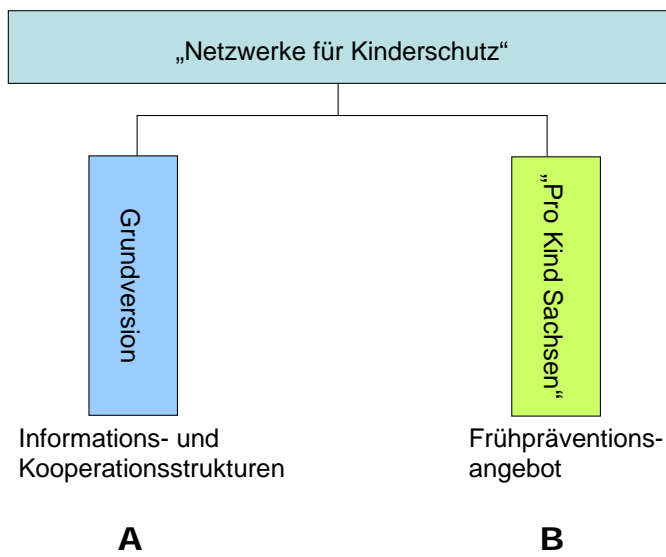 „Netzwerke für Kinderschutz“
Grundversion
„Pro Kind Sachsen“
Informations- und
Kooperationsstrukturen
Frühpräventions-
angebot
A
B